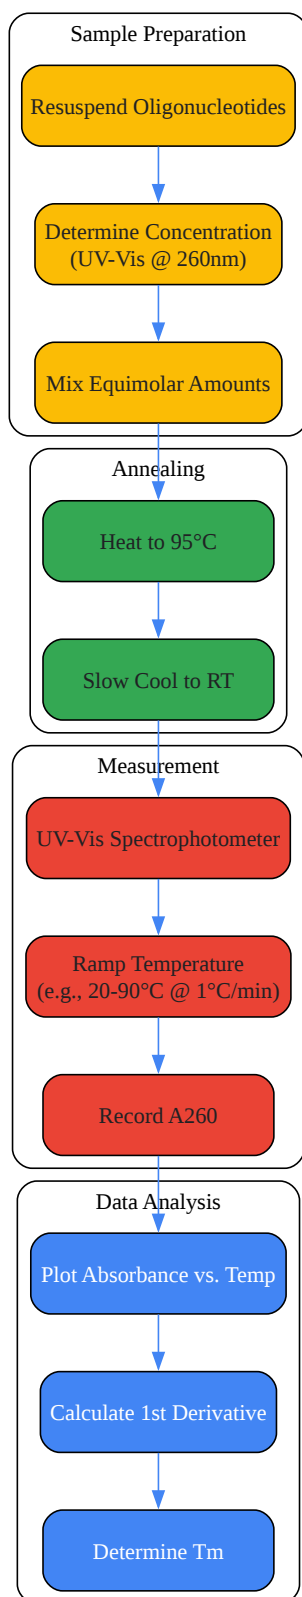 Sample Preparation
Resuspend Oligonucleotides
Determine Concentration
(UV-Vis @ 260nm)
Mix Equimolar Amounts
Annealing
Heat to 95°C
Slow Cool to RT
Measurement
UV-Vis Spectrophotometer
Ramp Temperature
(e.g., 20-90°C @ 1°C/min)
Record A260
Data Analysis
Plot Absorbance vs. Temp
Calculate 1st Derivative
Determine Tm